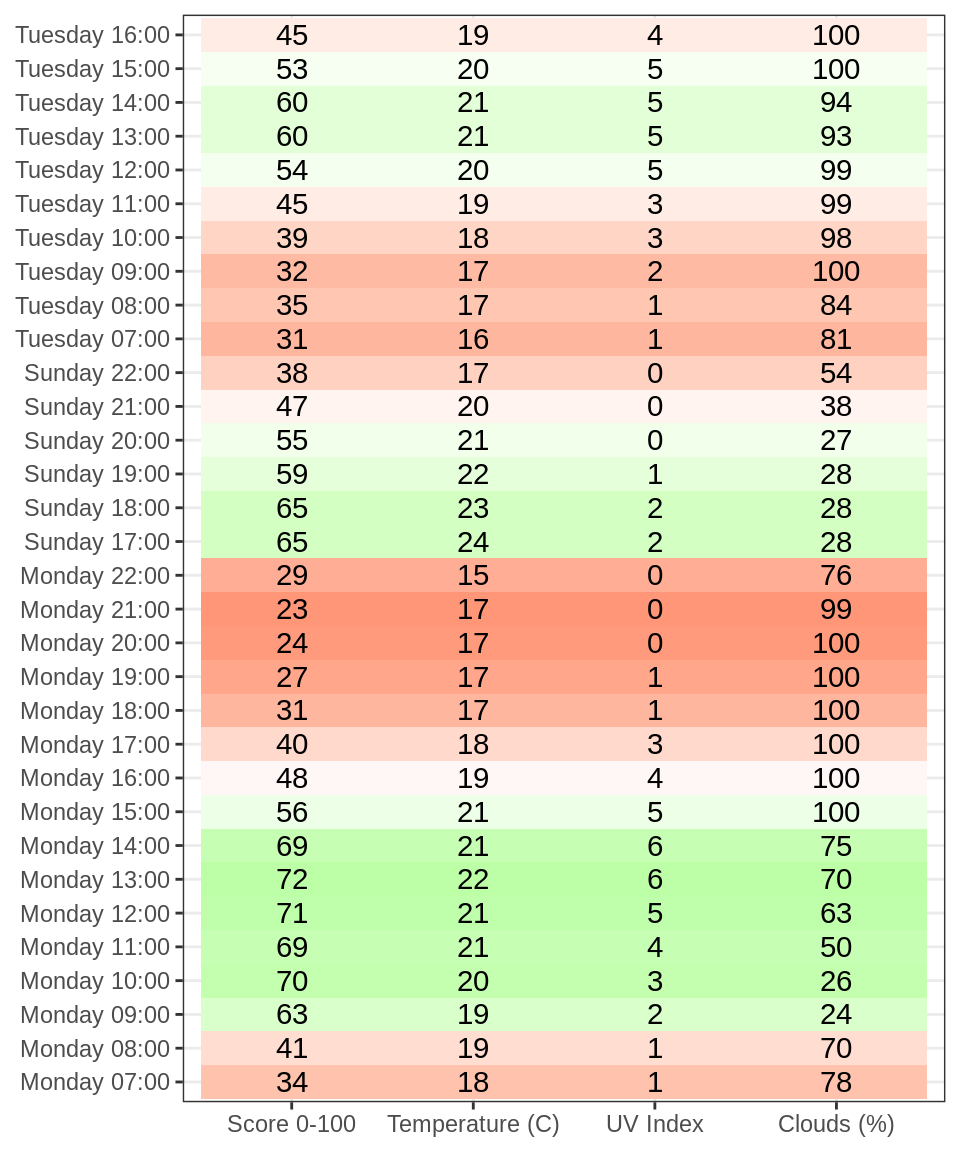 Tuesday 16:00 45 19 4 100
Tuesday 15:00 53 20 5 100
Tuesday 14:00 60 21 5 94
Tuesday 13:00 60 21 5 93
Tuesday 12:00 54 20 5 99
Tuesday 11:00 45 19 3 99
Tuesday 10:00 39 18 3 98
Tuesday 09:00 32 17 2 100
Tuesday 08:00 35 17 1 84
Tuesday 07:00 31 16 1 81
Sunday 22:00 38 17 0 54
Sunday 21:00 47 20 0 38
Sunday 20:00 55 21 0 27
Sunday 19:00 59 22 1 28
Sunday 18:00 65 23 2 28
Sunday 17:00 65 24 2 28
Monday 22:00 29 15 0 76
Monday 21:00 23 17 0 99
Monday 20:00 24 17 0 100
Monday 19:00 27 17 1 100
Monday 18:00 31 17 1 100
Monday 17:00 40 18 3 100
Monday 16:00 48 19 4 100
Monday 15:00 56 21 5 100
Monday 14:00 69 21 6 75
Monday 13:00 72 22 6 70
Monday 12:00 71 21 5 63
Monday 11:00 69 21 4 50
Monday 10:00 70 20 3 26
Monday 09:00 63 19 2 24
Monday 08:00 41 19 1 70
Monday 07:00 34 18 1 78
Score 0-100 Temperature (C) UV Index Clouds (%)